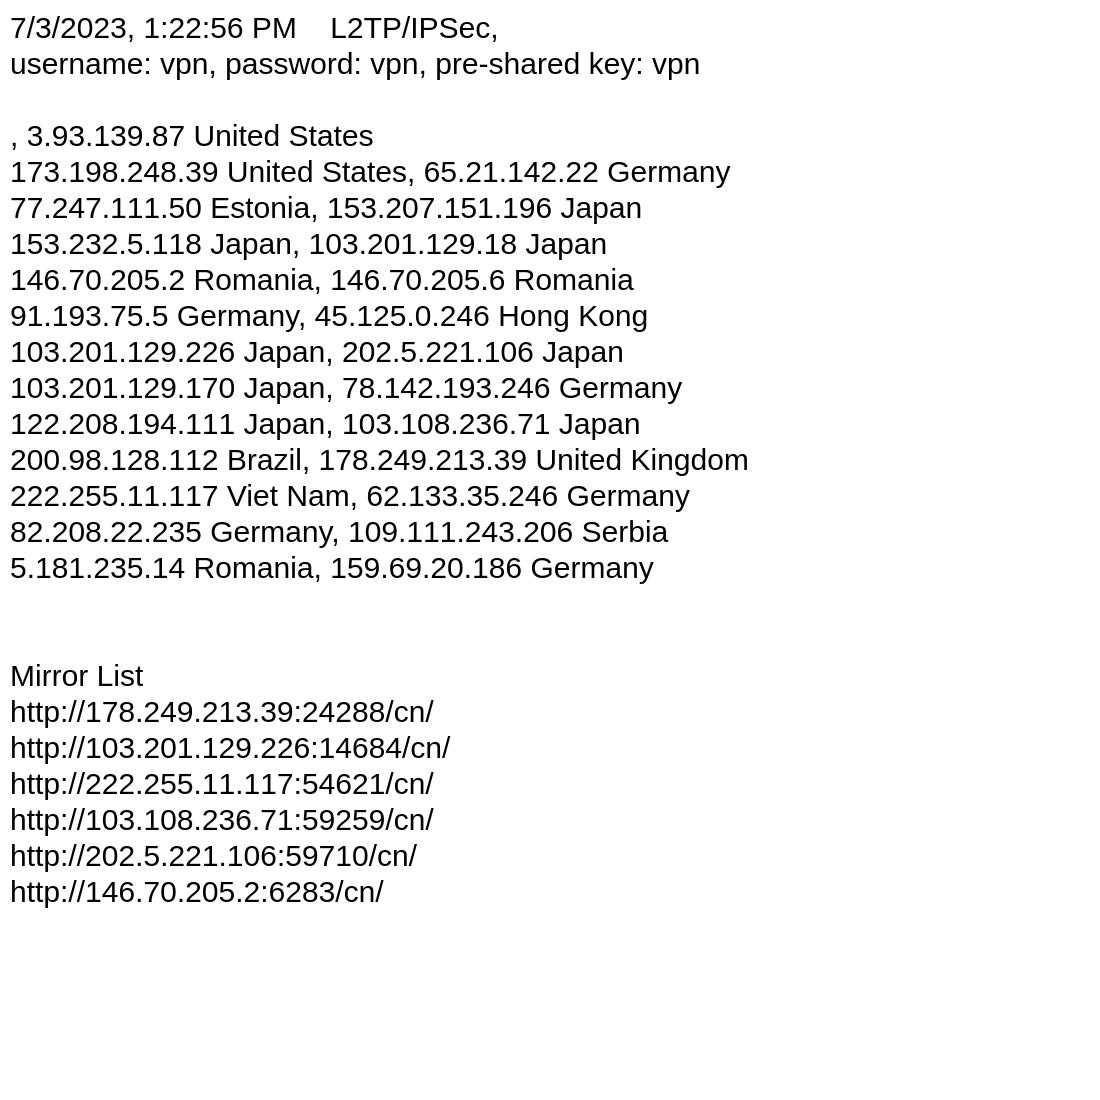 7/3/2023, 1:22:56 PM    L2TP/IPSec,
username: vpn, password: vpn, pre-shared key: vpn
, 3.93.139.87 United States
173.198.248.39 United States, 65.21.142.22 Germany
77.247.111.50 Estonia, 153.207.151.196 Japan
153.232.5.118 Japan, 103.201.129.18 Japan
146.70.205.2 Romania, 146.70.205.6 Romania
91.193.75.5 Germany, 45.125.0.246 Hong Kong
103.201.129.226 Japan, 202.5.221.106 Japan
103.201.129.170 Japan, 78.142.193.246 Germany
122.208.194.111 Japan, 103.108.236.71 Japan
200.98.128.112 Brazil, 178.249.213.39 United Kingdom
222.255.11.117 Viet Nam, 62.133.35.246 Germany
82.208.22.235 Germany, 109.111.243.206 Serbia
5.181.235.14 Romania, 159.69.20.186 Germany
Mirror List
http://178.249.213.39:24288/cn/
http://103.201.129.226:14684/cn/
http://222.255.11.117:54621/cn/
http://103.108.236.71:59259/cn/
http://202.5.221.106:59710/cn/
http://146.70.205.2:6283/cn/